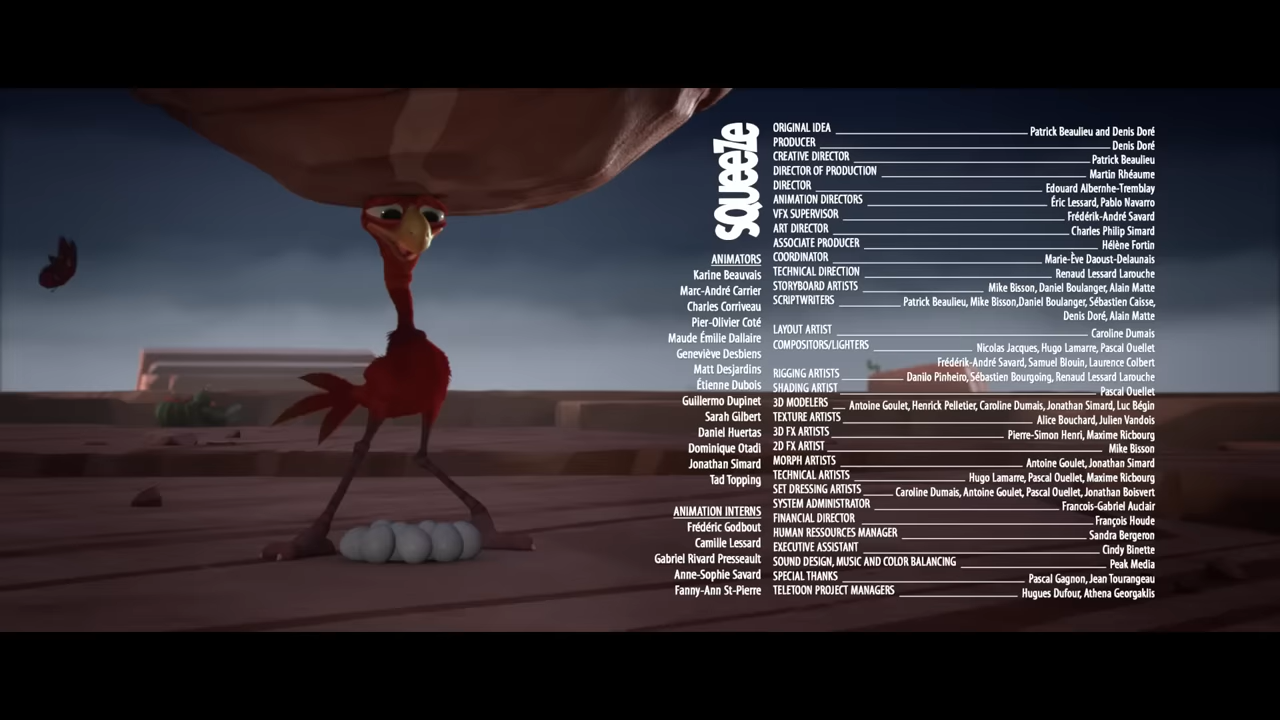 squeeze
ANIMATORS
Karine Beauvais
Marc-André Carrier
Charles Corriveau
Pier-Olivier Coté
Maude Émilie Dallaire
Geneviève Desbiens
Matt Desjardins
Étienne Dubois
Guillermo Dupinet
Sarah Gilbert
Daniel Huertas
Dominique Otadi
Jonathan Simard
Tad Topping
ANIMATION INTERNS
Frédéric Godbout
Camille Lessard
Gabriel Rivard Presseault
Anne-Sophie Savard
Fanny-Ann St-Pierre
ORIGINAL IDEA Patrick Beaulieu and Denis Doré
PRODUCER Denis Doré
CREATIVE DIRECTOR Patrick Beaulieu
DIRECTOR OF PRODUCTION Martin Rhéaume
DIRECTOR Edouard Albernhe-Tremblay
ANIMATION DIRECTORS Éric Lessard, Pablo Navarro
VFX SUPERVISOR Frédérik-André Savard
ART DIRECTOR Charles Philip Simard
ASSOCIATE PRODUCER Hélène Fortin
COORDINATOR Marie-Ève Daoust-Delaunais
TECHNICAL DIRECTION Renaud Lessard Larouche
STORYBOARD ARTISTS Mike Bisson, Daniel Boulanger, Alain Matte
SCRIPTWRITERS Patrick Beaulieu, Mike Bisson,Daniel Boulanger, Sébastien Caisse,
Denis Doré, Alain Matte
LAYOUT ARTIST Caroline Dumais
COMPOSITORS/LIGHTERS Nicolas Jacques, Hugo Lamarre, Pascal Ouellet
Frédérik-André Savard, Samuel Blouin, Laurence Colbert
RIGGING ARTISTS Danilo Pinheiro, Sébastien Bourgoing, Renaud Lessard Larouche
SHADING ARTIST Pascal Ouellet
3D MODELERS Antoine Goulet, Henrick Pelletier, Caroline Dumais, Jonathan Simard, Luc Bégin
TEXTURE ARTISTS Alice Bouchard, Julien Vandois
3D FX ARTISTS Pierre-Simon Henri, Maxime Ricbourg
2D FX ARTIST Mike Bisson
MORPH ARTISTS Antoine Goulet, Jonathan Simard
TECHNICAL ARTISTS Hugo Lamarre, Pascal Ouellet, Maxime Ricbourg
SET DRESSING ARTISTS Caroline Dumais, Antoine Goulet, Pascal Ouellet, Jonathan Boisvert
SYSTEM ADMINISTRATOR Francois-Gabriel Auclair
FINANCIAL DIRECTOR François Houde
HUMAN RESSOURCES MANAGER Sandra Bergeron
EXECUTIVE ASSISTANT Cindy Binette
SOUND DESIGN, MUSIC AND COLOR BALANCING Peak Media
SPECIAL THANKS Pascal Gagnon, Jean Tourangeau
TELETOON PROJECT MANAGERS Hugues Dufour, Athena Georgaklis